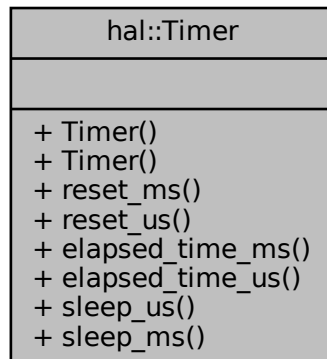 hal::Timer
+ Timer()
+ Timer()
+ reset_ms()
+ reset_us()
+ elapsed_time_ms()
+ elapsed_time_us()
+ sleep_us()
+ sleep_ms()